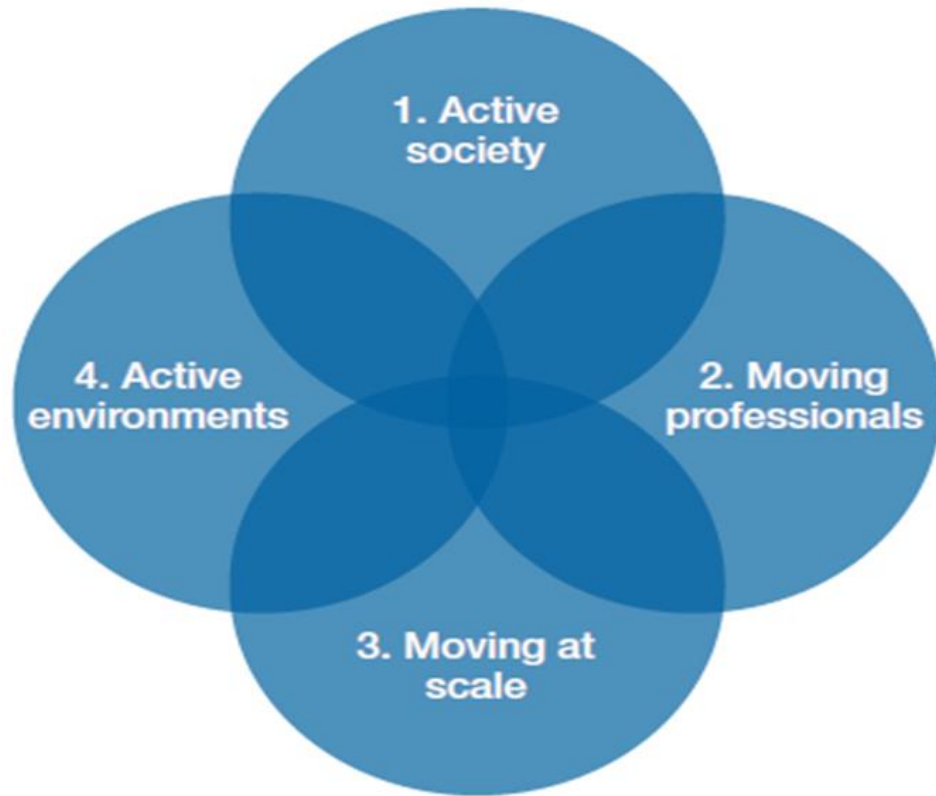 1. Active
society
4. Active
environments
2. Moving
professionals
3. Moving at
scale